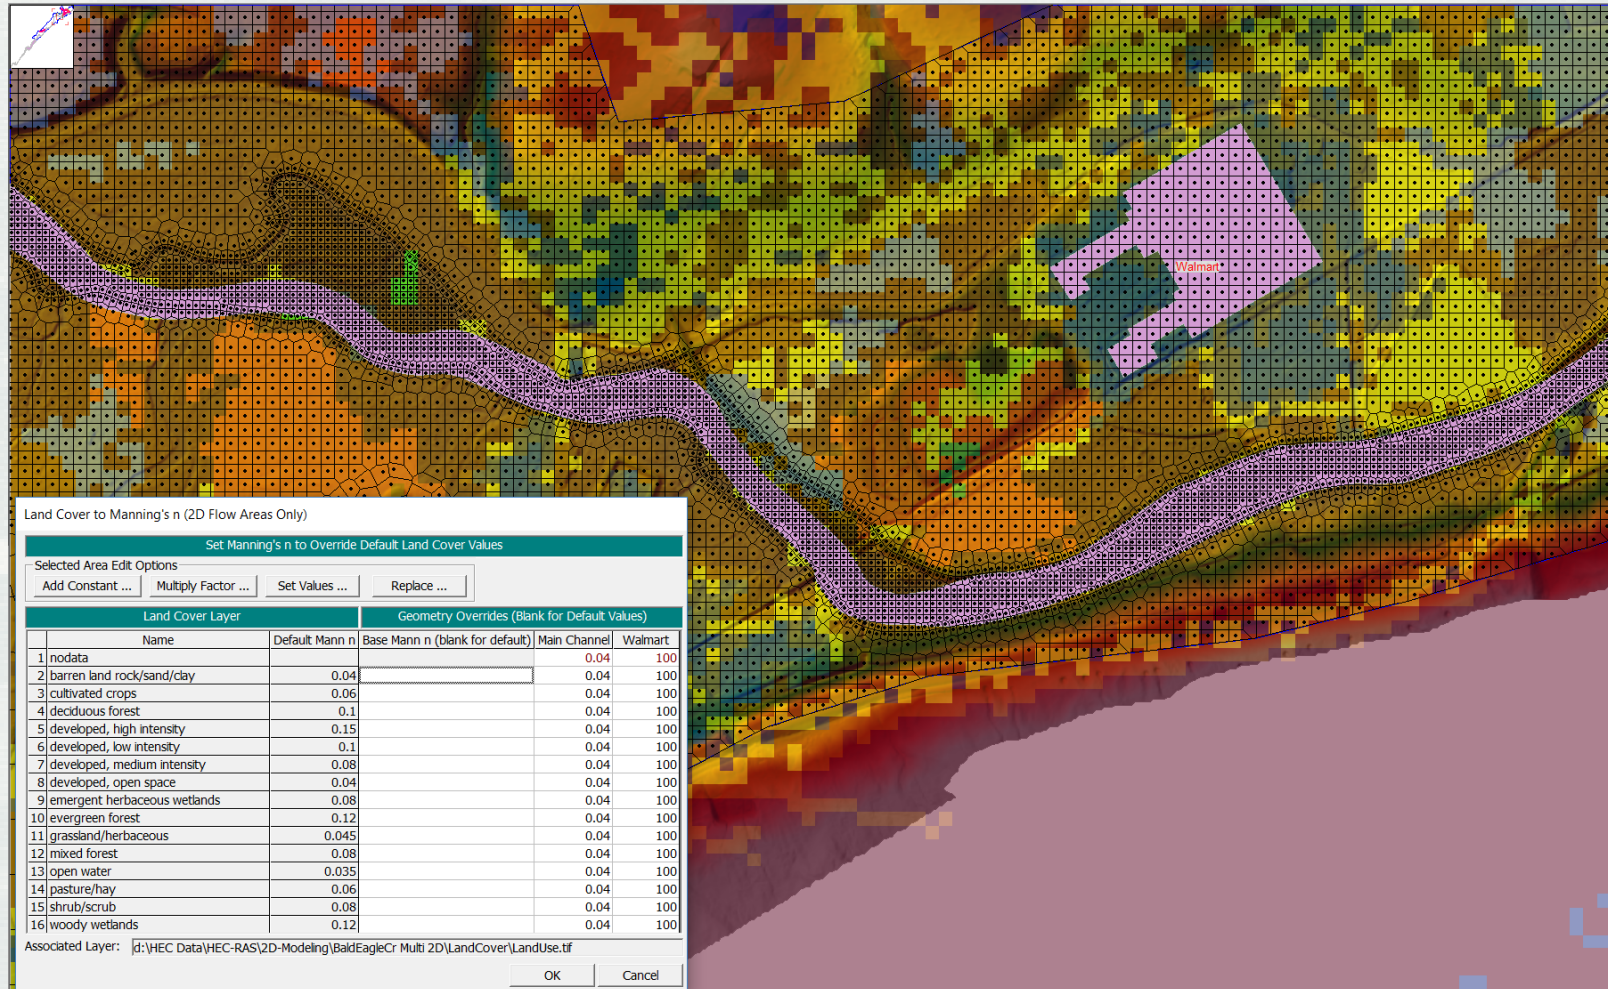 Walmart
Land Cover to Manning's n (2D Flow Areas Only)
Set Manning's n to Override Default Land Cover Values
Selected Area Edit Options
Add Constant ... Multiply Factor ... Set Values ... Replace ...
Land Cover Layer Geometry Overrides (Blank for Default Values)
Name Default Mann n Base Mann n (blank for default) Main Channel Walmart
1 nodata 0.04 100
2 barren land rock/sand/clay 0.04 0.04 100
3 cultivated crops 0.06 0.04 100
4 deciduous forest 0.1 0.04 100
5 developed, high intensity 0.15 0.04 100
6 developed, low intensity 0.1 0.04 100
7 developed, medium intensity 0.08 0.04 100
8 developed, open space 0.04 0.04 100
9 emergent herbaceous wetlands 0.08 0.04 100
10 evergreen forest 0.12 0.04 100
11 grassland/herbaceous 0.045 0.04 100
12 mixed forest 0.08 0.04 100
13 open water 0.035 0.04 100
14 pasture/hay 0.06 0.04 100
15 shrub/scrub 0.08 0.04 100
16 woody wetlands 0.12 0.04 100
Associated Layer: d:\HEC Data\HEC-RAS\2D-Modeling\BaldEagleCr Multi 2D\LandCover\LandUse.tif
OK Cancel